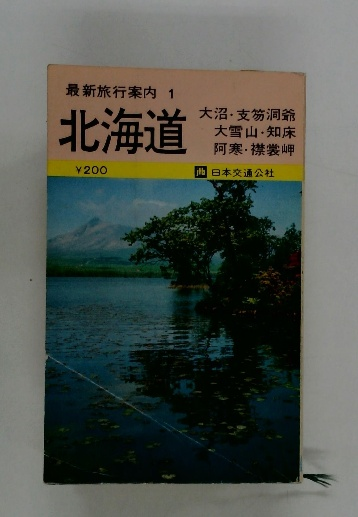 最新旅行案内 1
北海道
大沼・支笏洞爺
大雪山・知床
阿寒・襟裳岬
¥200
日本交通公社